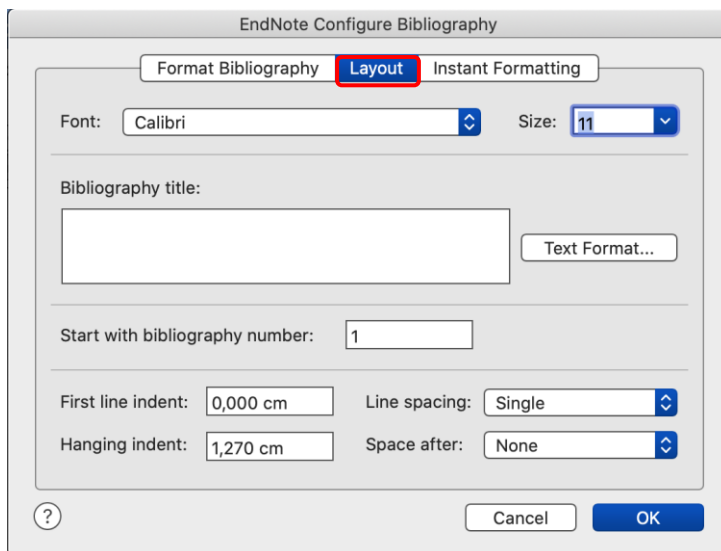 EndNote Configure Bibliography
Format Bibliography Layout Instant Formatting
Font: Calibri Size: 11
Bibliography title:
Text Format...
Start with bibliography number: 1
First line indent: 0,000 cm Line spacing: Single
Hanging indent: 1,270 cm Space after: None
? Cancel OK